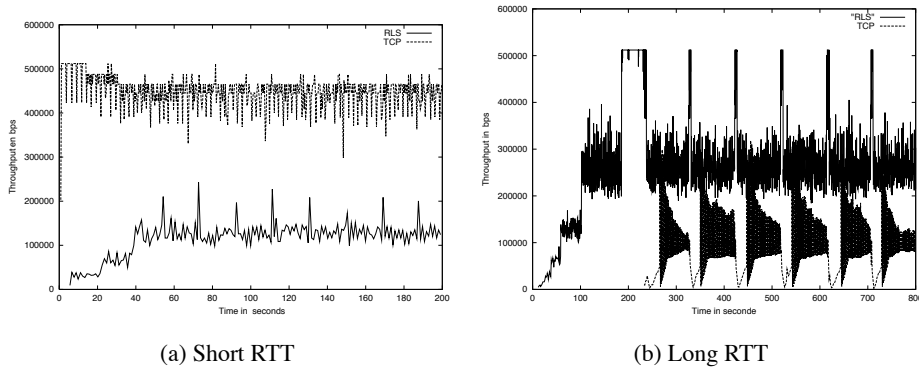 600000
500000
400000
300000
200000
100000
0
Throughput en bps
0 20 40 60 80 100 120 140 160 180 200
Time in seconds
RLS
TCP
(a) Short RTT
600000
500000
400000
300000
200000
100000
0
Throughput in bps
0 100 200 300 400 500 600 700 800
Time in seconde
"RLS"
TCP
(b) Long RTT